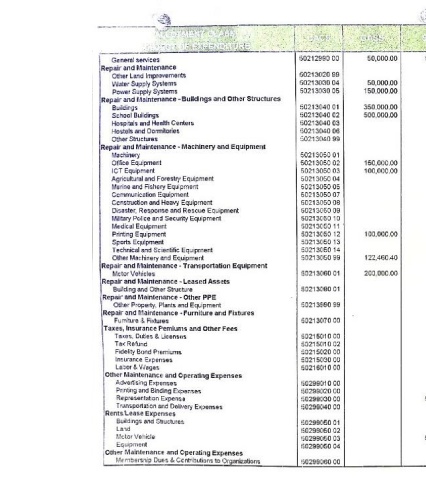 General services 50212990 00 50,000.00
Repair and Maintenance
Other Land Improvements 50213020 99
Water Supply Systems 50213030 04 50,000.00
Power Supply Systems 50213030 05 150,000.00
Repair and Maintenance - Buildings and Other Structures
Buildings 50213040 01 350,000.00
School Buildings 50213040 02 500,000.00
Hospitals and Health Centers 50213040 03
Hostels and Dormitories 50213040 06
Other Structures 50213040 99
Repair and Maintenance - Machinery and Equipment
Machinery 50213050 01
Office Equipment 50213050 02 150,000.00
ICT Equipment 50213050 03 100,000.00
Agricultural and Forestry Equipment 50213050 04
Marine and Fishery Equipment 50213050 05
Communication Equipment 50213050 07
Construction and Heavy Equipment 50213050 08
Disaster, Response and Rescue Equipment 50213050 09
Military Police and Security Equipment 50213050 10
Medical Equipment 50213050 11
Printing Equipment 50213050 12 100,000.00
Sports Equipment 50213050 13
Technical and Scientific Equipment 50213050 14
Other Machinery and Equipment 50213050 99 122,460.40
Repair and Maintenance - Transportation Equipment
Motor Vehicles 50213060 01 200,000.00
Repair and Maintenance - Leased Assets
Building and Other Structure 50213080 01
Repair and Maintenance - Other PPE
Other Property, Plants and Equipment 50213990 99
Repair and Maintenance - Furniture and Fixtures
Furniture & Fixtures 50213070 00
Taxes, Insurance Pemiums and Other Fees
Taxes, Duties & Licenses 50215010 00
Tax Refund 50215010 02
Fidelity Bond Premiums 50215020 00
Insurance Expenses 50215030 00
Labor & Wages 50216010 00
Other Maintenance and Operating Expenses
Advertising Expenses 50299010 00
Printing and Binding Expenses 50299020 00
Representation Expense 50299030 00
Transportation and Delivery Expenses 50299040 00
Rents/Lease Expenses
Buildings and Structures 50299050 01
Land 50299050 02
Motor Vehicle 50299050 03
Equipment 50299050 04
Other Maintenance and Operating Expenses
Membership Dues & Contributions to Organizations 50299060 00